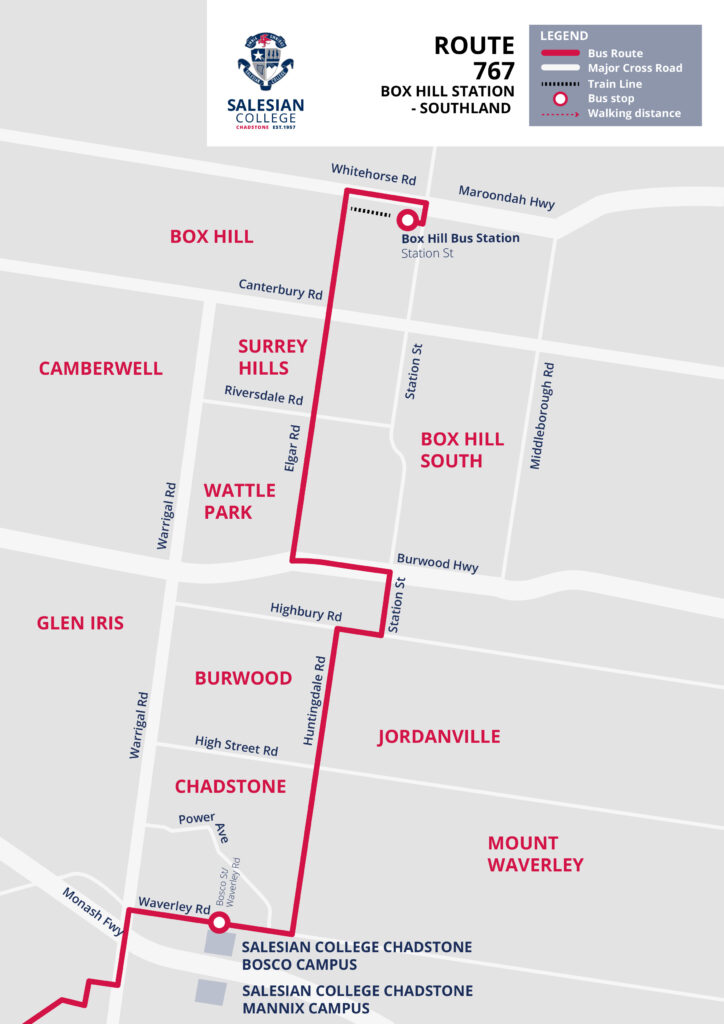 SALESIAN
COLLEGE
CHADSTONE EST.1957
ROUTE
767
BOX HILL STATION
- SOUTHLAND
LEGEND
Bus Route
Major Cross Road
Train Line
Bus stop
Walking distance
Whitehorse Rd
Maroondah Hwy
BOX HILL
Box Hill Bus Station
Station St
Canterbury Rd
SURREY
HILLS
CAMBERWELL
Station St
Middleborough Rd
Riversdale Rd
Elgar Rd
BOX HILL
SOUTH
WATTLE
PARK
Warrigal Rd
Burwood Hwy
Station St
Highbury Rd
GLEN IRIS
BURWOOD
Huntingdale Rd
Warrigal Rd
High Street Rd
JORDANVILLE
CHADSTONE
Power Ave
MOUNT
WAVERLEY
Bosco St/
Waverley Rd
Monash Fwy
Waverley Rd
SALESIAN COLLEGE CHADSTONE
BOSCO CAMPUS
SALESIAN COLLEGE CHADSTONE
MANNIX CAMPUS